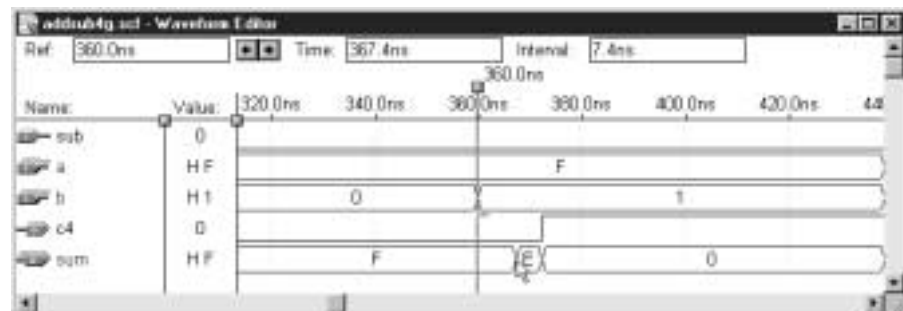 addsub4g.scf - Waveform Editor
Ref: 360.0ns Time: 367.4ns Interval: 7.4ns
360.0ns
Name: Value: 320.0ns 340.0ns 360.0ns 380.0ns 400.0ns 420.0ns 44
sub 0
a H F F
b H 1 0 1
c4 0
sum H F F E 0